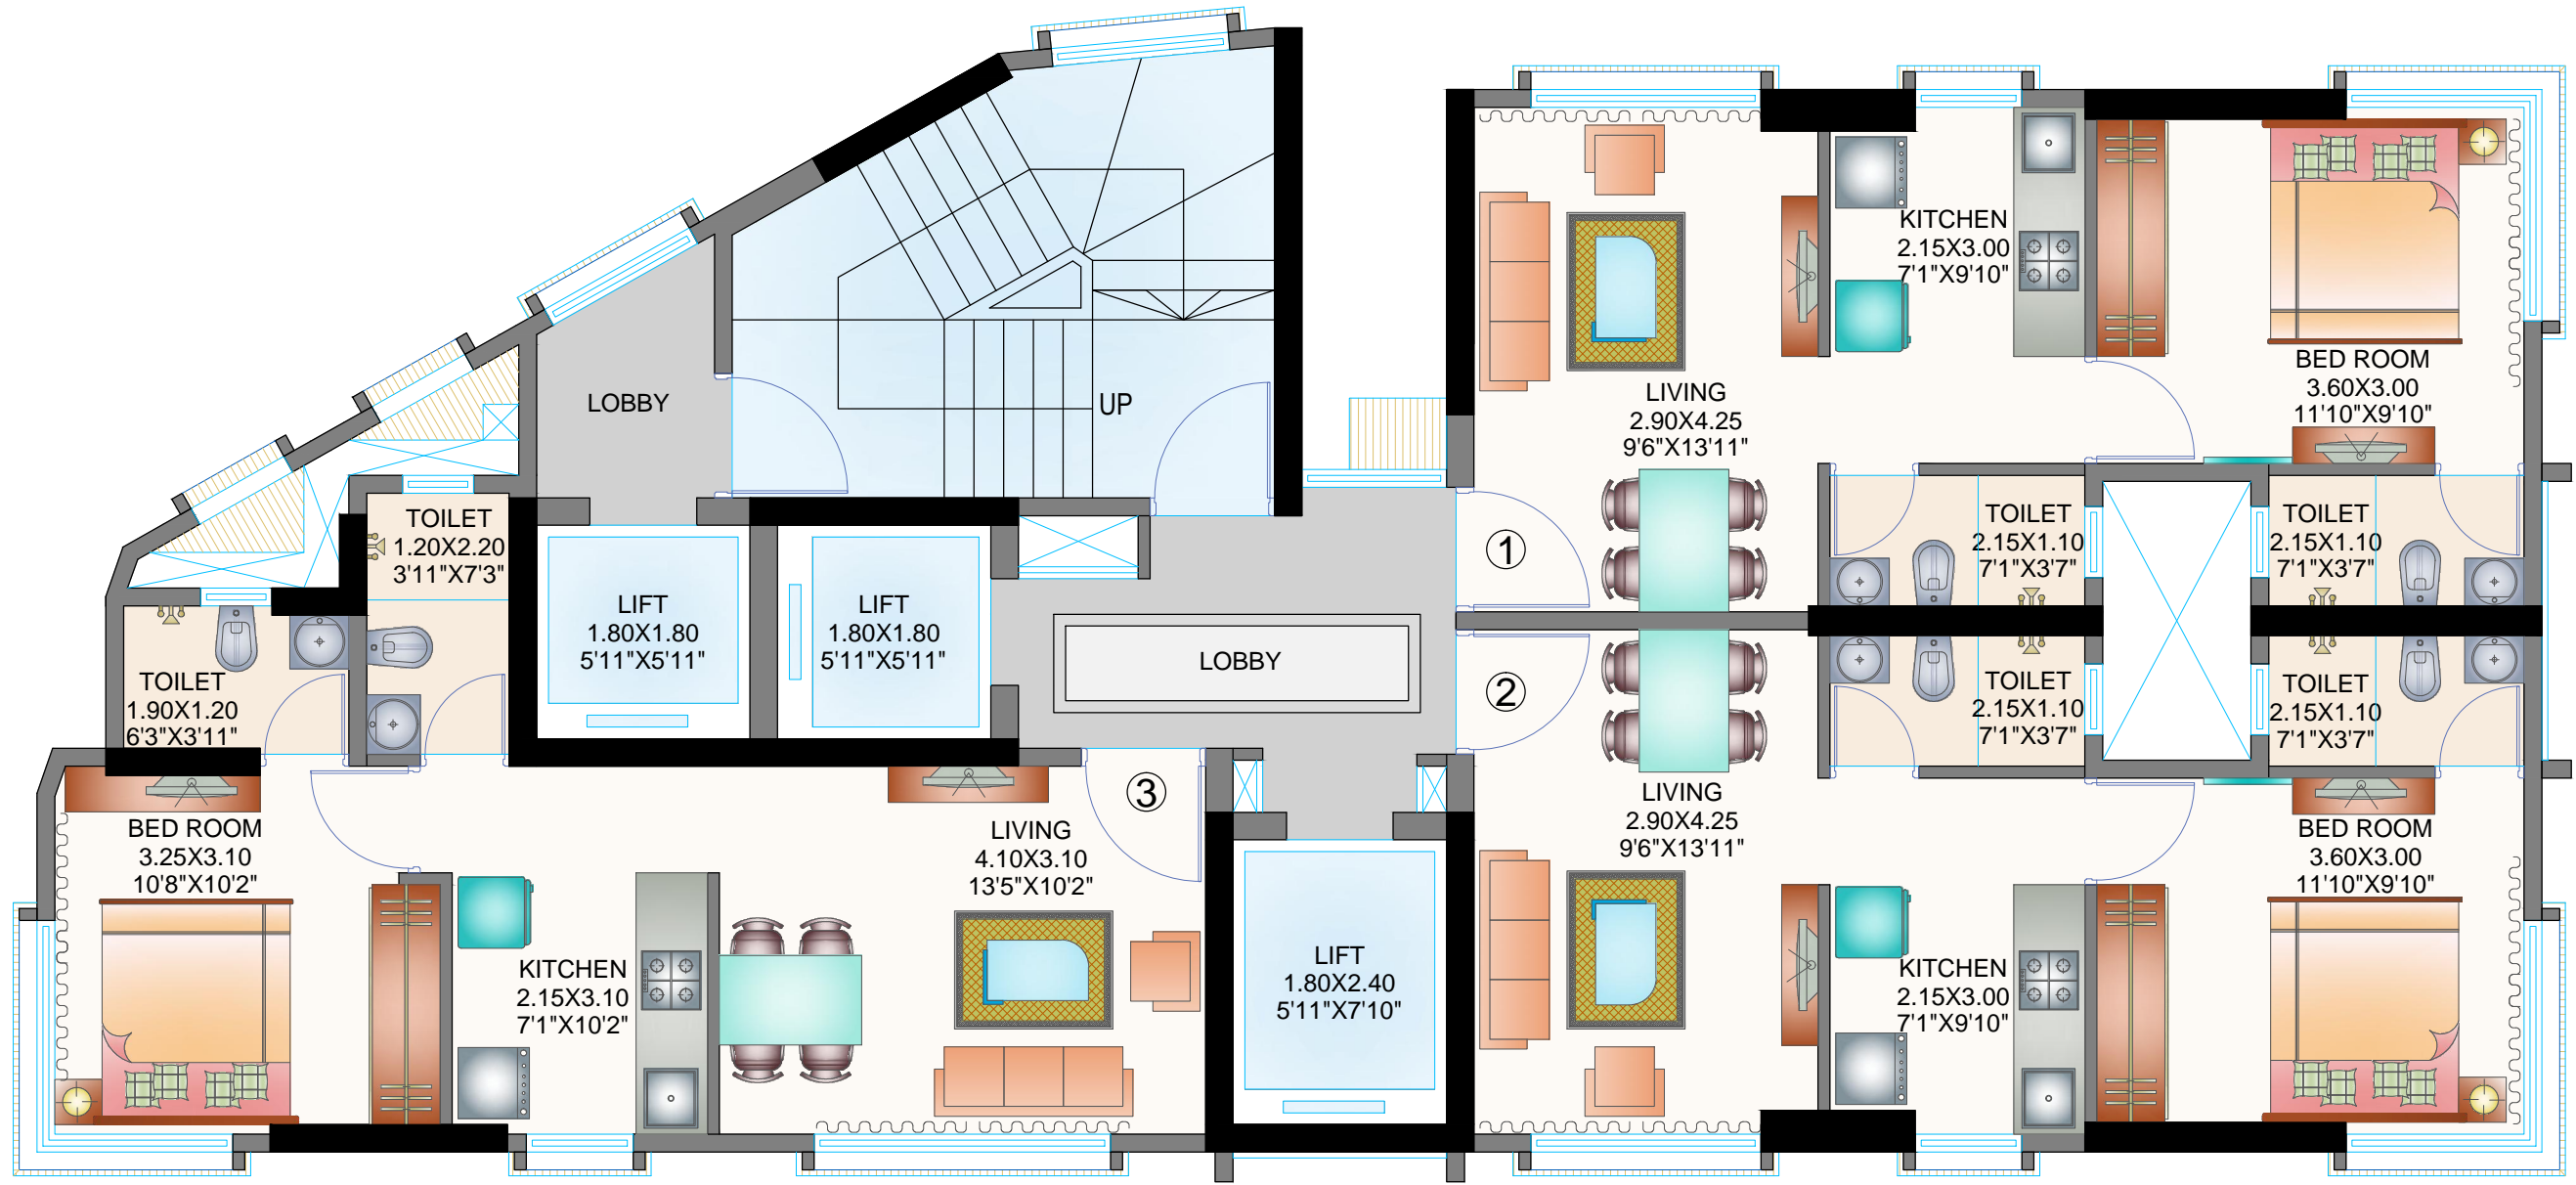 KITCHEN
2.15X3.00
7'1"X9'10"
BED ROOM
3.60X3.00
11'10"X9'10"
LIVING
2.90X4.25
9'6"X13'11"
LOBBY
UP
TOILET
1.20X2.20
3'11"X7'3"
TOILET
2.15X1.10
7'1"X3'7"
TOILET
2.15X1.10
7'1"X3'7"
1
LIFT
1.80X1.80
5'11"X5'11"
LIFT
1.80X1.80
5'11"X5'11"
LOBBY
2
TOILET
1.90X1.20
6'3"X3'11"
TOILET
2.15X1.10
7'1"X3'7"
TOILET
2.15X1.10
7'1"X3'7"
3
BED ROOM
3.25X3.10
10'8"X10'2"
LIVING
4.10X3.10
13'5"X10'2"
LIVING
2.90X4.25
9'6"X13'11"
BED ROOM
3.60X3.00
11'10"X9'10"
KITCHEN
2.15X3.10
7'1"X10'2"
LIFT
1.80X2.40
5'11"X7'10"
KITCHEN
2.15X3.00
7'1"X9'10"